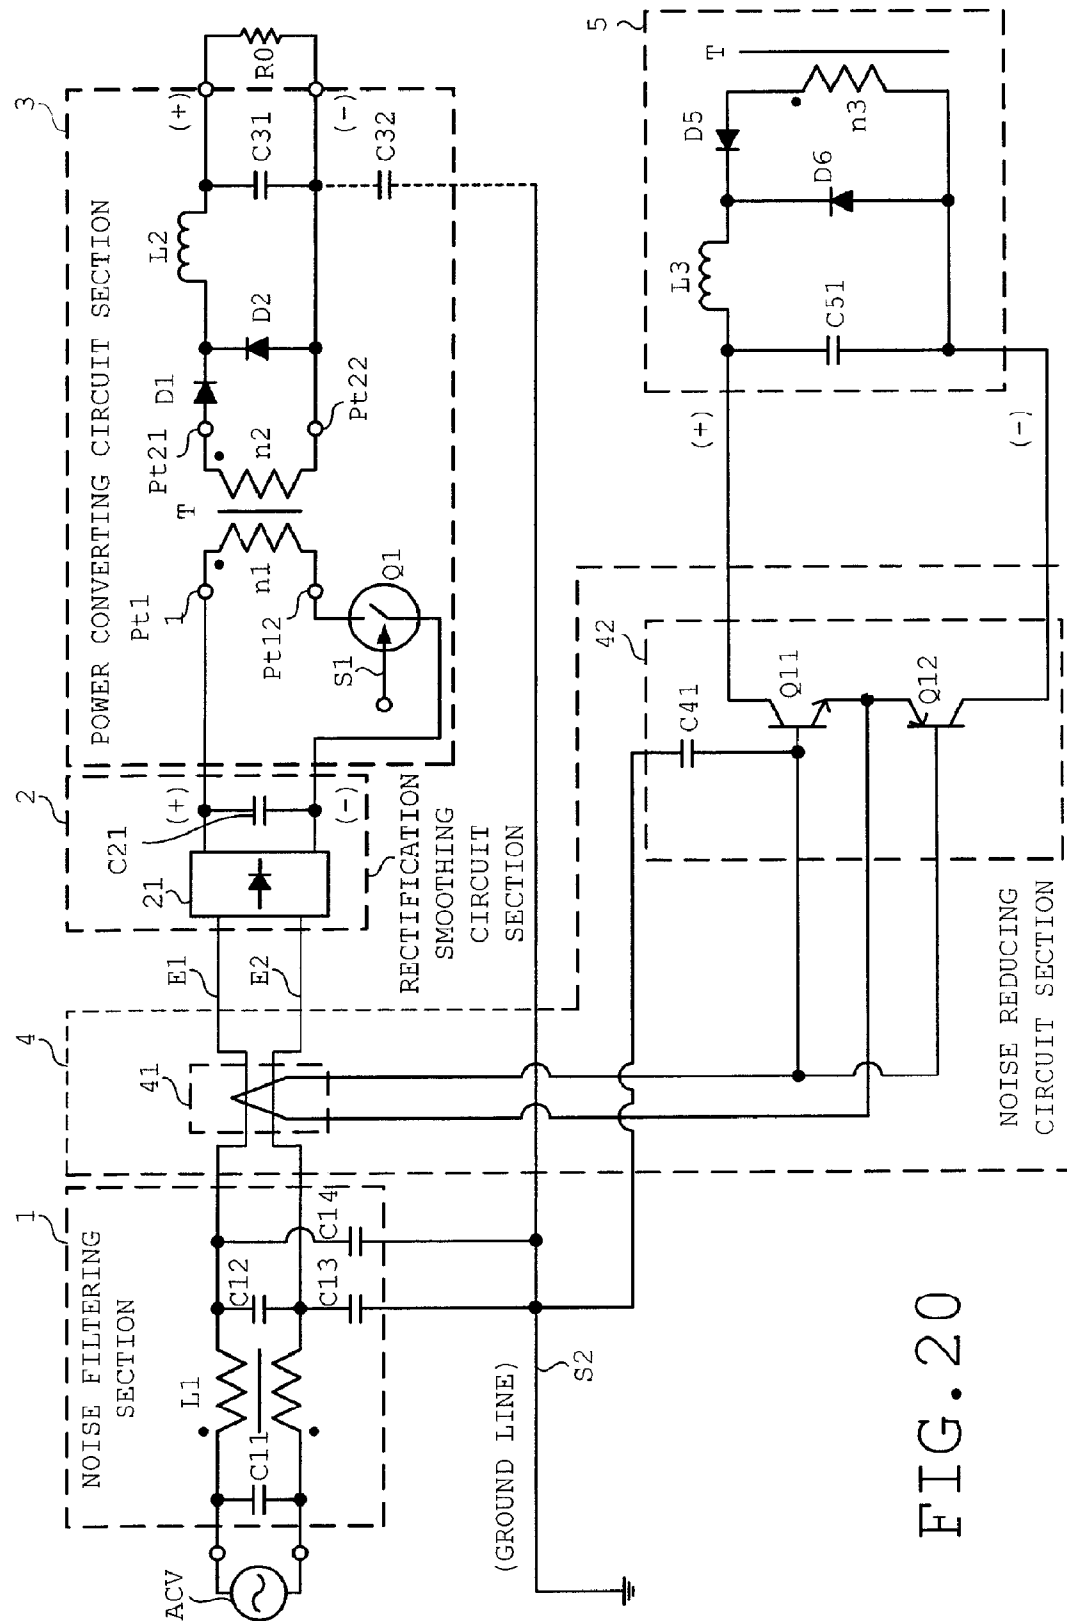 1
NOISE FILTERING
SECTION
ACV
C11
L1
C12
C13
C14
(GROUND LINE)
S2
4
41
E1
E2
2
21
C21
(+)
(-)
RECTIFICATION
SMOOTHING
CIRCUIT
SECTION
3
POWER CONVERTING CIRCUIT SECTION
Pt1
1
Pt12
n1
T
n2
S1
Q1
Pt21
Pt22
D1
D2
L2
C31
C32
(+)
(-)
R0
42
C41
Q11
Q12
NOISE REDUCING
CIRCUIT SECTION
5
(+)
(-)
L3
C51
D5
D6
n3
T
FIG.20